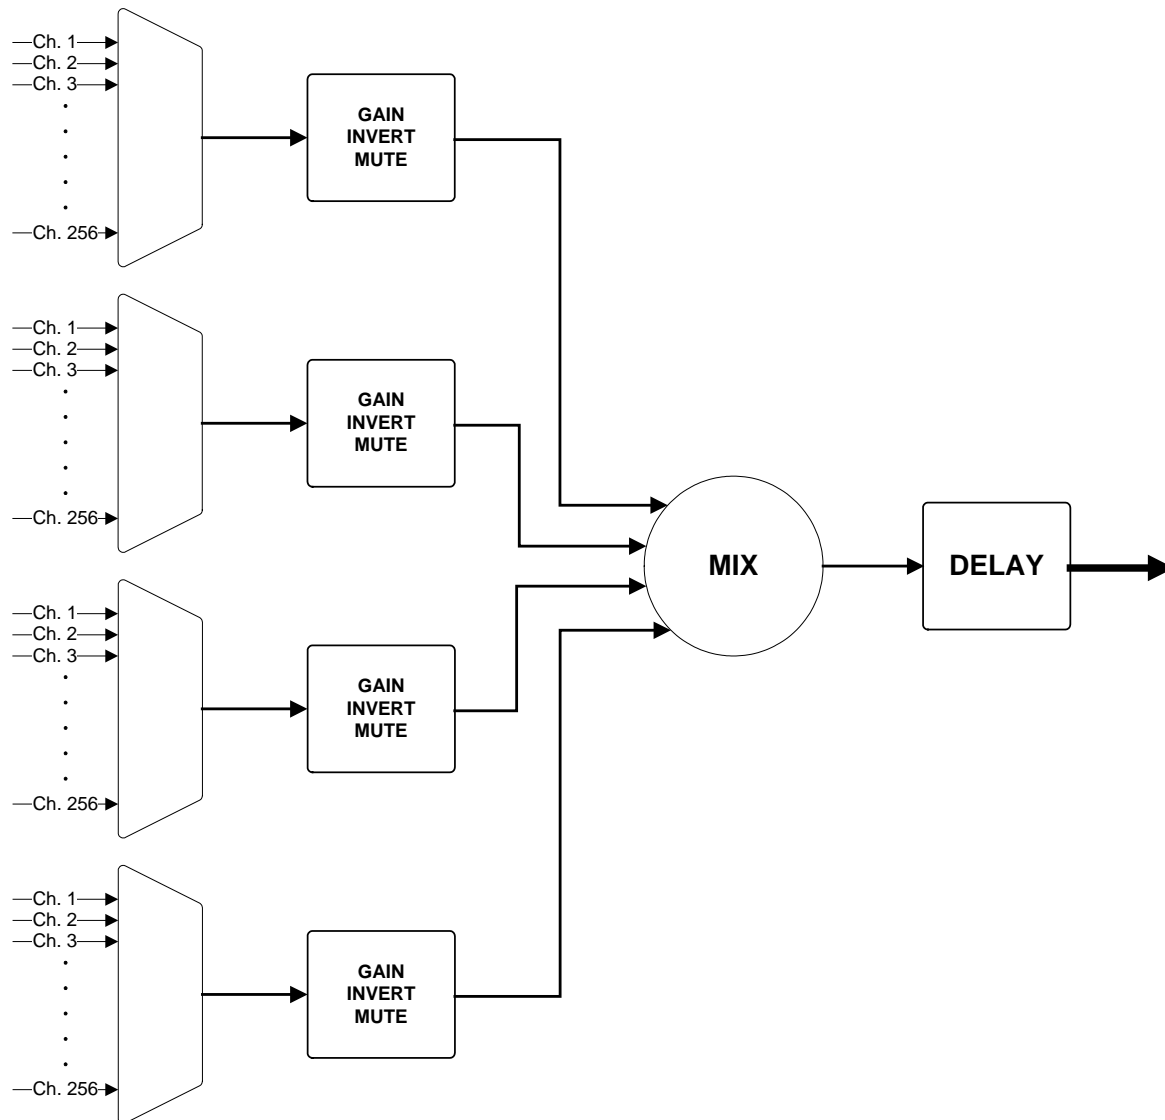 Ch. 1
Ch. 2
Ch. 3
Ch. 256
GAIN
INVERT
MUTE
Ch. 1
Ch. 2
Ch. 3
Ch. 256
GAIN
INVERT
MUTE
MIX
DELAY
Ch. 1
Ch. 2
Ch. 3
Ch. 256
GAIN
INVERT
MUTE
Ch. 1
Ch. 2
Ch. 3
Ch. 256
GAIN
INVERT
MUTE